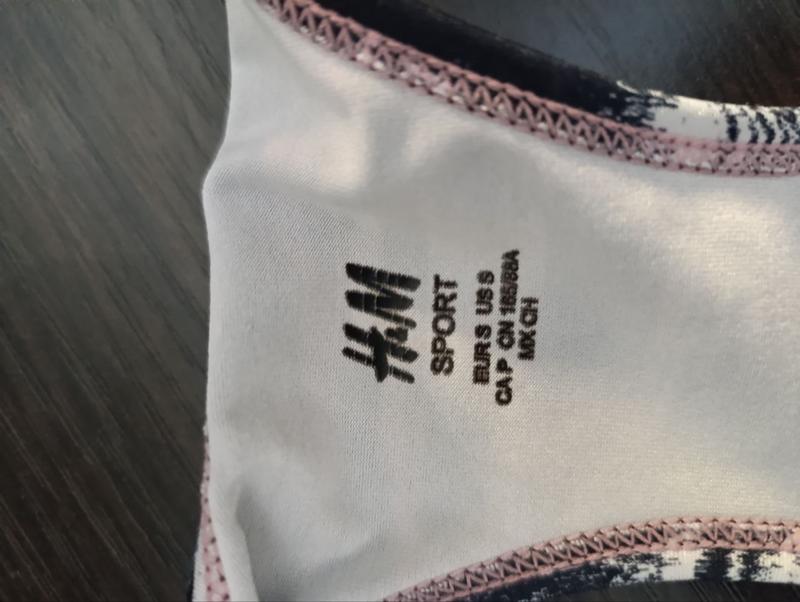 H&M
SPORT
EUR S US S
CA P CN 165/88A
MX CH